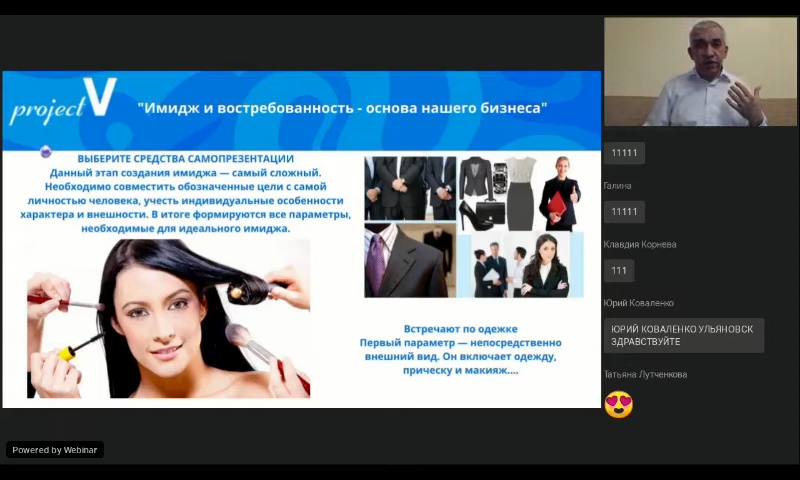 project V
"Имидж и востребованность - основа нашего бизнеса"
ВЫБЕРИТЕ СРЕДСТВА САМОПРЕЗЕНТАЦИИ
Данный этап создания имиджа — самый сложный.
Необходимо совместить обозначенные цели с самой
личностью человека, учесть индивидуальные особенности
характера и внешности. В итоге формируются все параметры,
необходимые для идеального имиджа.
Встречают по одежке
Первый параметр — непосредственно
внешний вид. Он включает одежду,
прическу и макияж....
11111
Галина
11111
Клавдия Корнева
111
Юрий Коваленко
ЮРИЙ КОВАЛЕНКО УЛЬЯНОВСК
ЗДРАВСТВУЙТЕ
Татьяна Лутченкова
Powered by Webinar